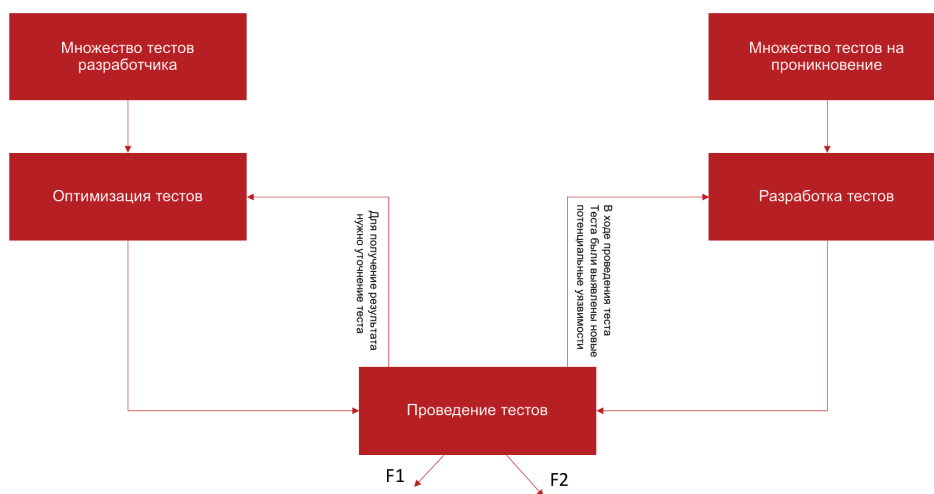 Множество тестов
разработчика
Множество тестов на
проникновение
Оптимизация тестов
Разработка тестов
Для получение результата
нужно уточнение теста
В ходе проведения теста
Теста были выявлены новые
потенциальные уязвимости
Проведение тестов
F1
F2